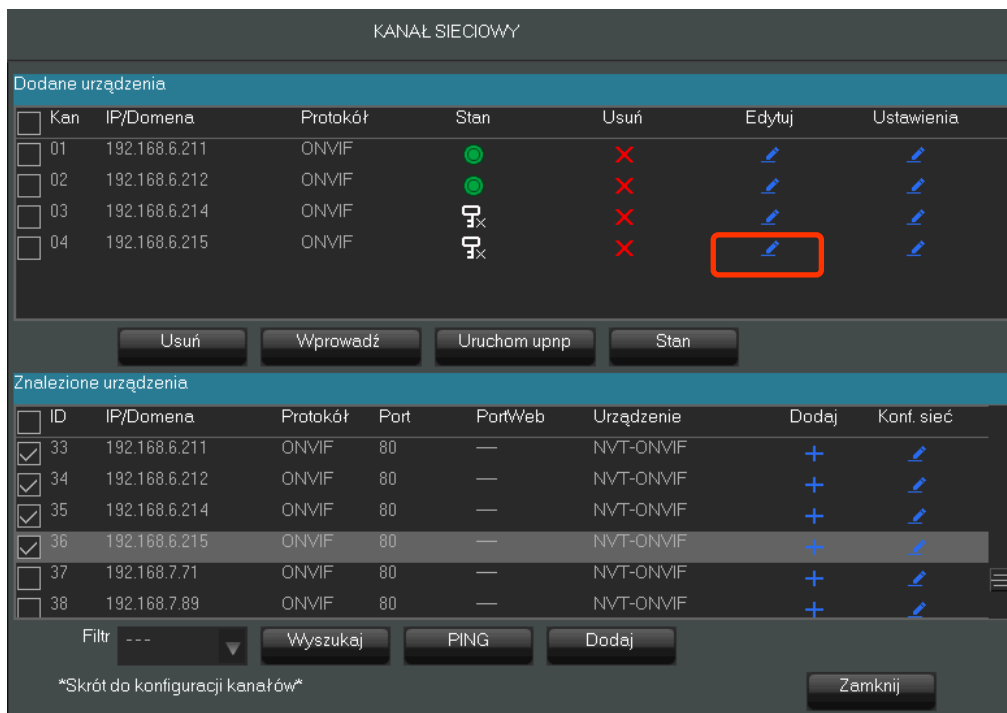 KANAŁ SIECIOWY
Dodane urządzenia
Kan IP/Domena Protokół Stan Usuń Edytuj Ustawienia
01 192.168.6.211 ONVIF
02 192.168.6.212 ONVIF
03 192.168.6.214 ONVIF
04 192.168.6.215 ONVIF
Usuń Wprowadź Uruchom upnp Stan
Znalezione urządzenia
ID IP/Domena Protokół Port PortWeb Urządzenie Dodaj Konf. sieć
33 192.168.6.211 ONVIF 80 — NVT-ONVIF
34 192.168.6.212 ONVIF 80 — NVT-ONVIF
35 192.168.6.214 ONVIF 80 — NVT-ONVIF
36 192.168.6.215 ONVIF 80 — NVT-ONVIF
37 192.168.7.71 ONVIF 80 — NVT-ONVIF
38 192.168.7.89 ONVIF 80 — NVT-ONVIF
Filtr --- Wyszukaj PING Dodaj
*Skrót do konfiguracji kanałów*
Zamknij